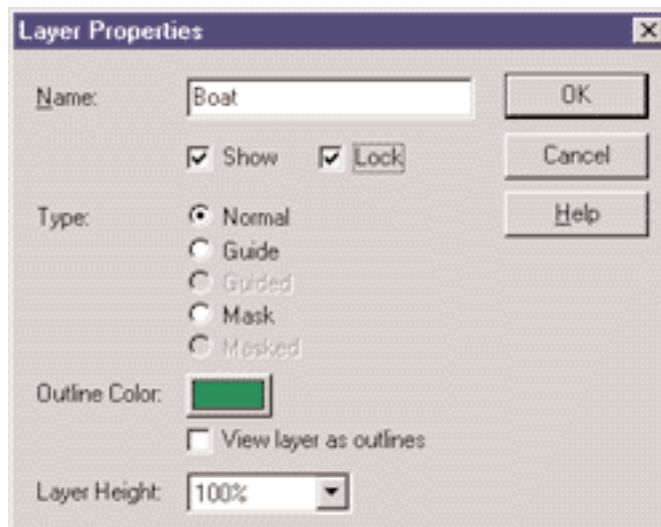 Layer Properties
Name: Boat OK
Show Lock Cancel
Type: Normal Help
Guide
Guided
Mask
Masked
Outline Color:
View layer as outlines
Layer Height: 100%